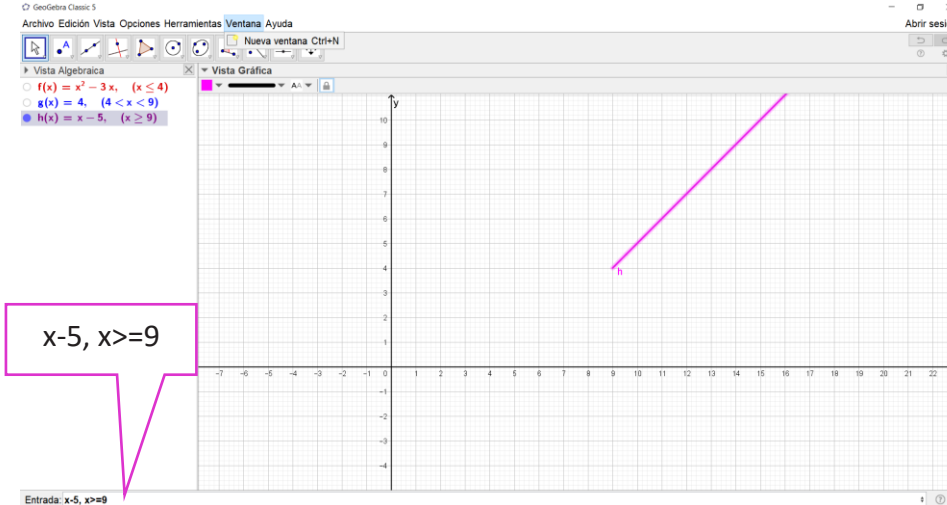 GeoGebra Classic 5
Archivo Edición Vista Opciones Herramientas Ventana Ayuda
Abrir sesi
Nueva ventana Ctrl+N
A
Vista Algebraica
Vista Gráfica
f(x) = x² − 3 x, (x ≤ 4)
g(x) = 4, (4 < x < 9)
h(x) = x − 5, (x ≥ 9)
AA
y
10
9
8
7
6
5
4
h
3
2
1
−7 −6 −5 −4 −3 −2 −1 0 1 2 3 4 5 6 7 8 9 10 11 12 13 14 15 16 17 18 19 20 21 22
−1
−2
−3
−4
x-5, x>=9
Entrada: x-5, x>=9